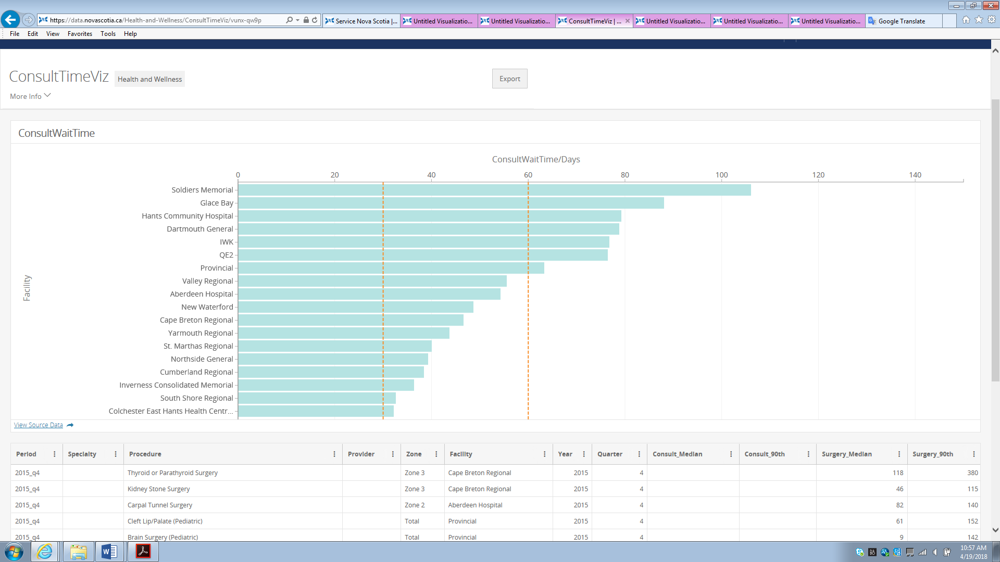 https://data.novascotia.ca/Health-and-Wellness/ConsultTimeViz/vunx-qw9p
Service Nova Scotia |...
Untitled Visualizatio...
Untitled Visualizatio...
ConsultTimeViz | ...
Untitled Visualizatio...
Untitled Visualizatio...
Untitled Visualizatio...
Google Translate
File Edit View Favorites Tools Help
ConsultTimeViz Health and Wellness
Export
More Info
ConsultWaitTime
ConsultWaitTime/Days
0 20 40 60 80 100 120 140
Facility
Soldiers Memorial
Glace Bay
Hants Community Hospital
Dartmouth General
IWK
QE2
Provincial
Valley Regional
Aberdeen Hospital
New Waterford
Cape Breton Regional
Yarmouth Regional
St. Marthas Regional
Northside General
Cumberland Regional
Inverness Consolidated Memorial
South Shore Regional
Colchester East Hants Health Centr...
View Source Data
Period Specialty Procedure Provider Zone Facility Year Quarter Consult_Median Consult_90th Surgery_Median Surgery_90th
2015_q4 Thyroid or Parathyroid Surgery Zone 3 Cape Breton Regional 2015 4 118 380
2015_q4 Kidney Stone Surgery Zone 3 Cape Breton Regional 2015 4 46 115
2015_q4 Carpal Tunnel Surgery Zone 2 Aberdeen Hospital 2015 4 82 140
2015_q4 Cleft Lip/Palate (Pediatric) Total Provincial 2015 4 61 152
2015_q4 Brain Surgery (Pediatric) Total Provincial 2015 4 9 142
10:57 AM
4/19/2018